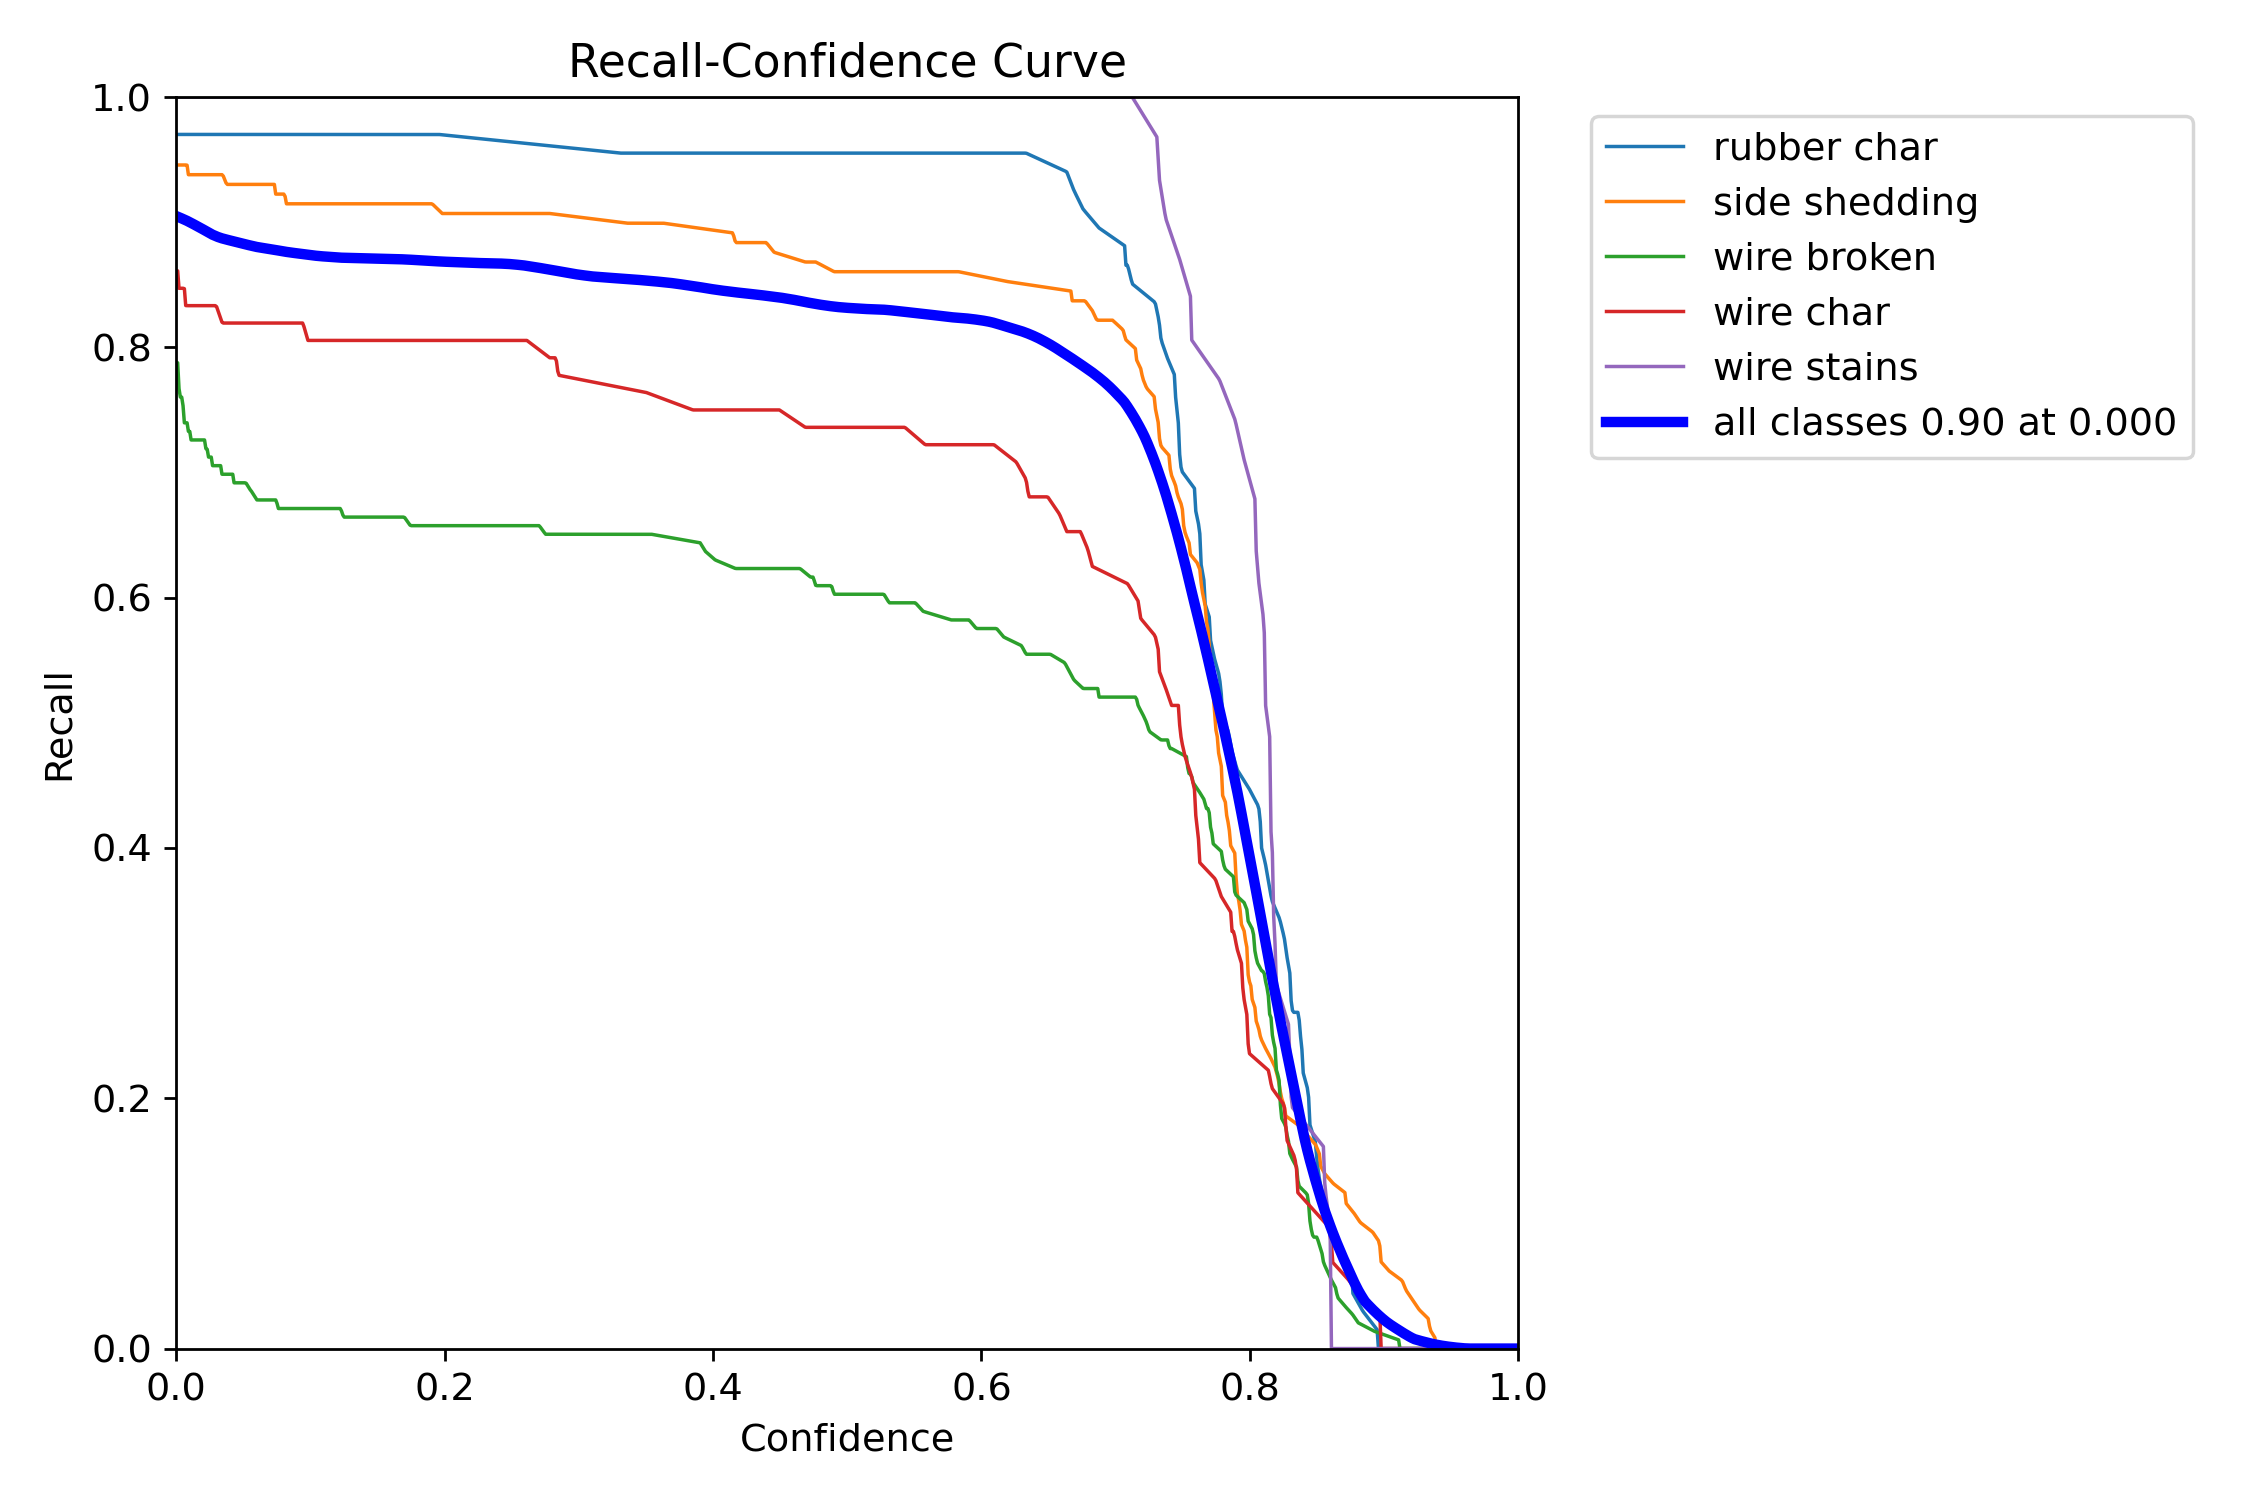 Recall-Confidence Curve
1.0
0.8
0.6
0.4
0.2
0.0
Recall
0.0 0.2 0.4 0.6 0.8 1.0
Confidence
rubber char
side shedding
wire broken
wire char
wire stains
all classes 0.90 at 0.000